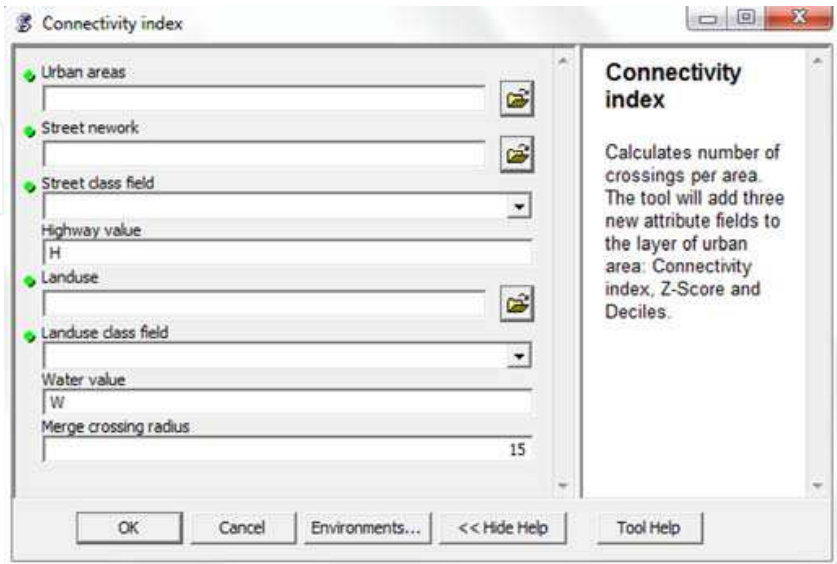 Connectivity index
Urban areas
Street nework
Street class field
Highway value
H
Landuse
Landuse class field
Water value
W
Merge crossing radius
15
Connectivity
index
Calculates number of
crossings per area.
The tool will add three
new attribute fields to
the layer of urban
area: Connectivity
index, Z-Score and
Deciles.
OK
Cancel
Environments...
<< Hide Help
Tool Help